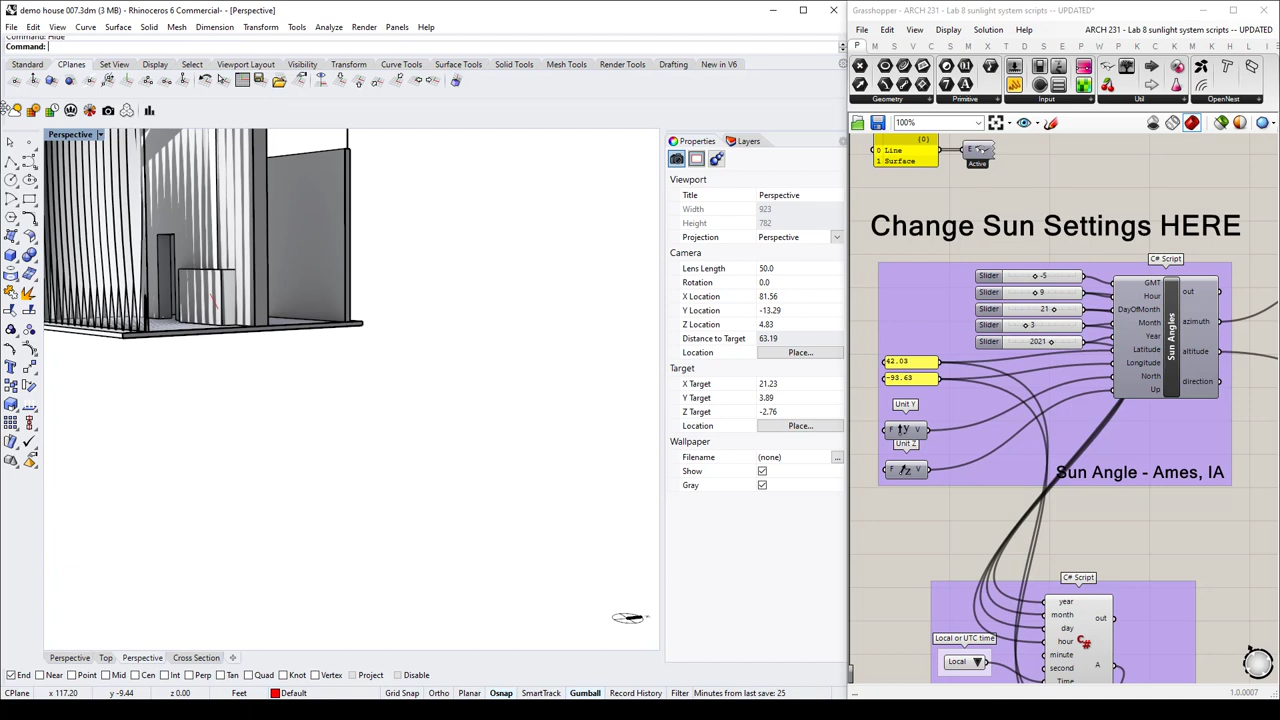 demo house 007.3dm (3 MB) - Rhinoceros 6 Commercial- - [Perspective]
File Edit View Curve Surface Solid Mesh Dimension Transform Tools Analyze Render Panels Help
Command: Hide
Command:
Standard CPlanes Set View Display Select Viewport Layout Visibility Transform Curve Tools Surface Tools Solid Tools Mesh Tools Render Tools Drafting New in V6
Perspective
Properties Layers
Viewport
Title Perspective
Width 923
Height 782
Projection Perspective
Camera
Lens Length 50.0
Rotation 0.0
X Location 81.56
Y Location -13.29
Z Location 4.83
Distance to Target 63.19
Location Place...
Target
X Target 21.23
Y Target 3.89
Z Target -2.76
Location Place...
Wallpaper
Filename (none) ...
Show
Gray
Perspective Top Perspective Cross Section
End Near Point Mid Cen Int Perp Tan Quad Knot Vertex Project Disable
CPlane x 117.20 y -9.44 z 0.00 Feet Default Grid Snap Ortho Planar Osnap SmartTrack Gumball Record History Filter Minutes from last save: 25
Grasshopper - ARCH 231 - Lab 8 sunlight system scripts -- UPDATED*
File Edit View Display Solution Help ARCH 231 - Lab 8 sunlight system scripts -- UPDATED*
P M S V C S M I T D S W L H F B M K K L
Geometry Primitive Input Util OpenNest
100%
{0}
0 Line
1 Surface
E
Active
Change Sun Settings HERE
C# Script
Slider -5
Slider 9
Slider 21
Slider 3
Slider 2021
GMT
Hour
DayOfMonth
Month
Year
Latitude
Longitude
North
Up
Sun Angles
out
azimuth
altitude
direction
42.03
-93.63
Unit Y
F y V
Unit Z
F z V
Sun Angle - Ames, IA
C# Script
year
month
day
hour
minute
second
Time
C#
out
A
Local or UTC time
Local
...
1.0.0007